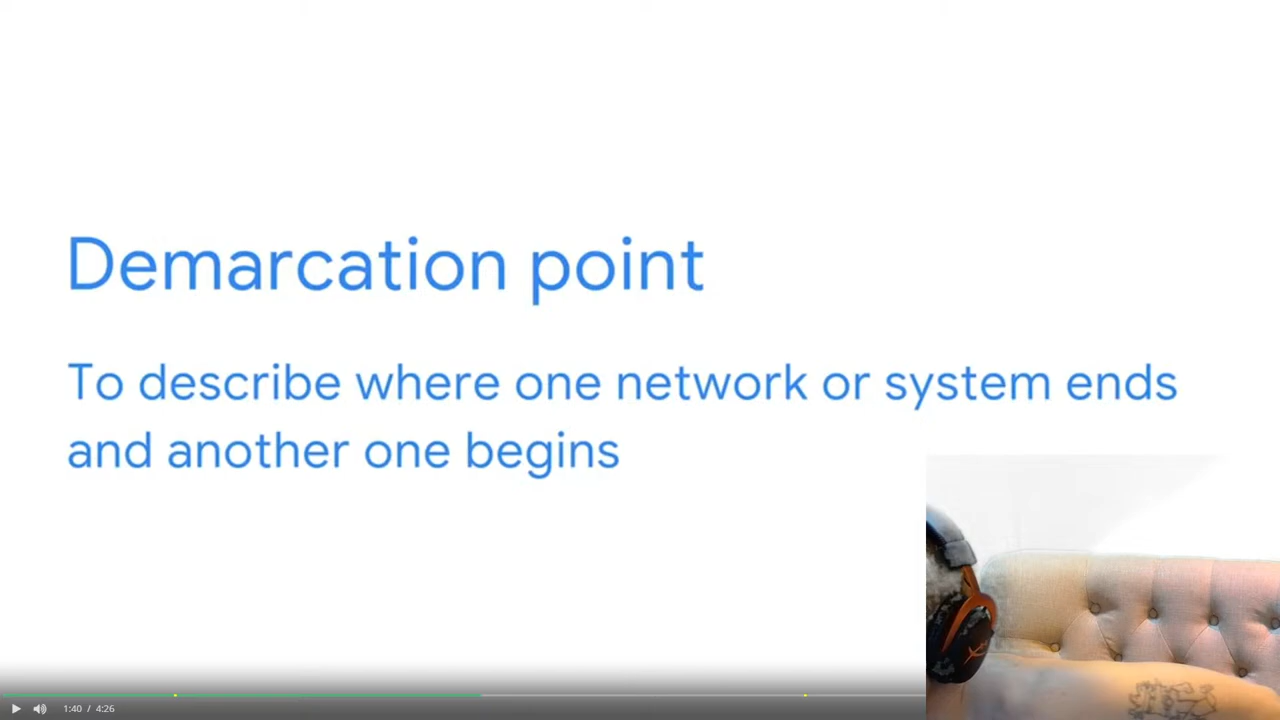 Demarcation point
To describe where one network or system ends
and another one begins
1:40 / 4:26